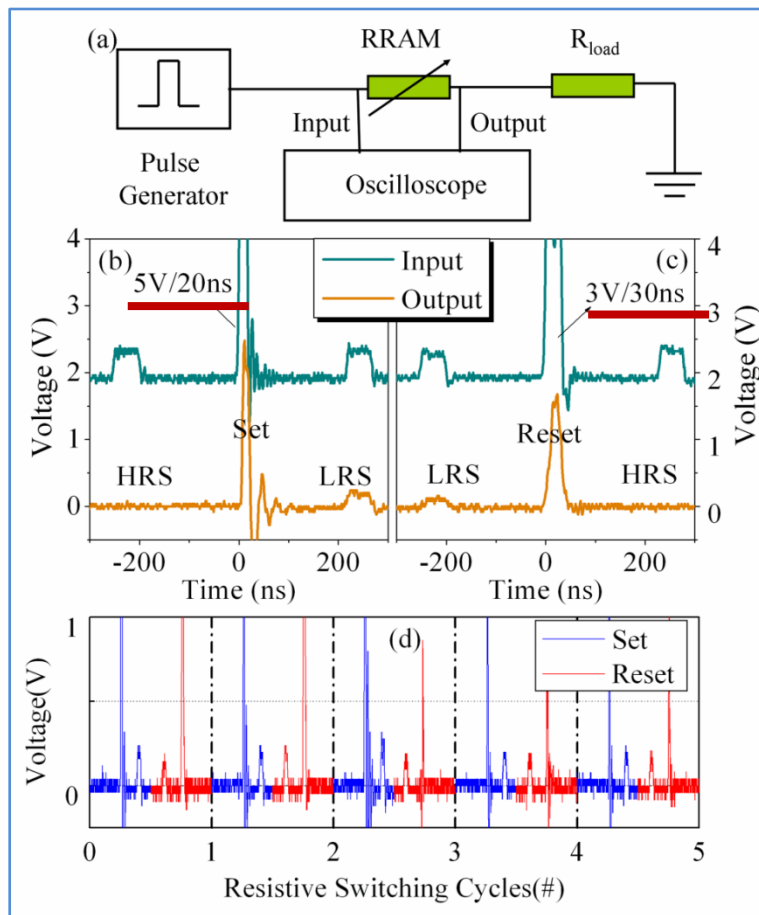 (a)
RRAM
R_load
Input
Output
Pulse
Generator
Oscilloscope
4
3
2
1
0
Voltage (V)
(b)
5V/20ns
Input
Output
(c)
3V/30ns
Set
Reset
HRS
LRS
LRS
HRS
4
3
2
1
0
Voltage (V)
-200
0
200
-200
0
200
Time (ns)
Time (ns)
1
0
Voltage(V)
(d)
Set
Reset
0
1
2
3
4
5
Resistive Switching Cycles(#)